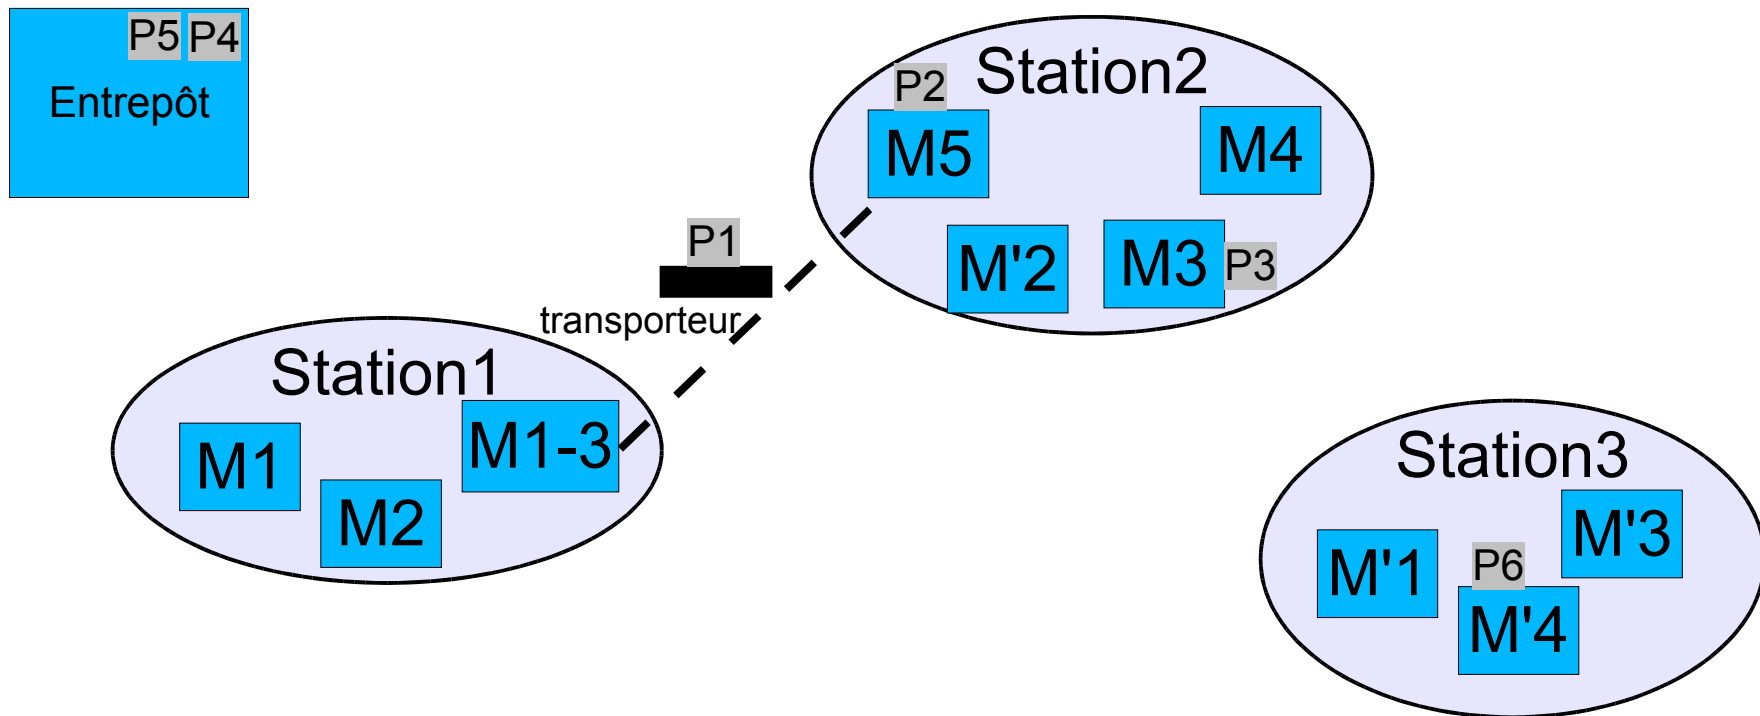 P5 P4
Entrepôt
Station2
P2
M5
M4
M'2
M3
P3
P1
transporteur
Station1
M1
M2
M1-3
Station3
M'3
M'1
P6
M'4